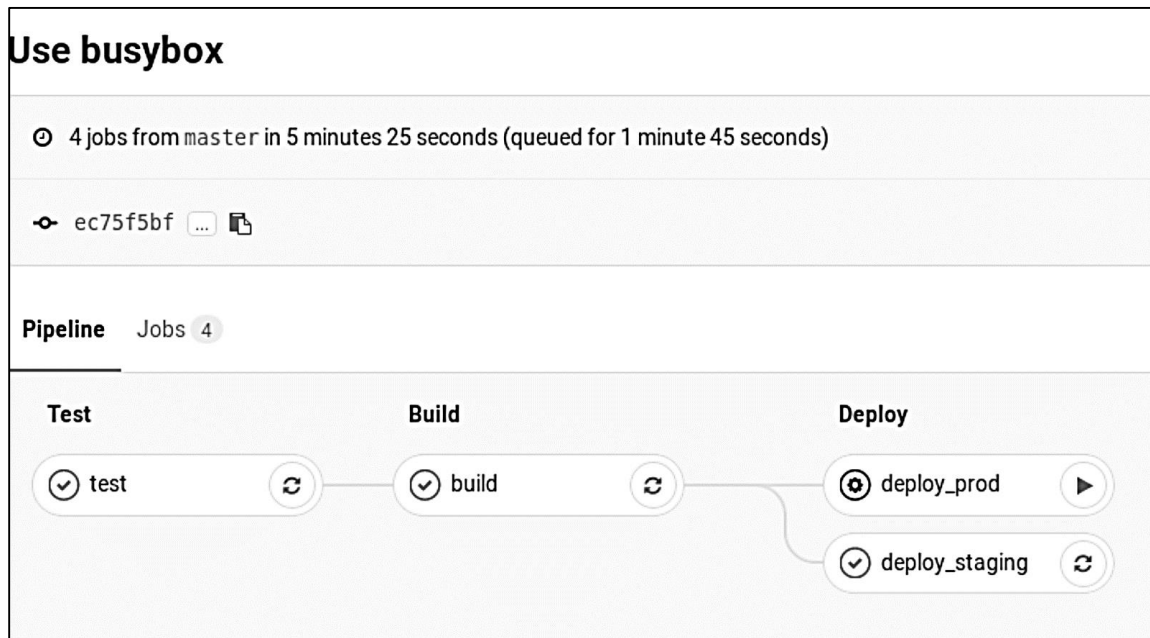 Use busybox
4 jobs from master in 5 minutes 25 seconds (queued for 1 minute 45 seconds)
ec75f5bf ...
Pipeline Jobs 4
Test Build Deploy
test build deploy_prod
deploy_staging